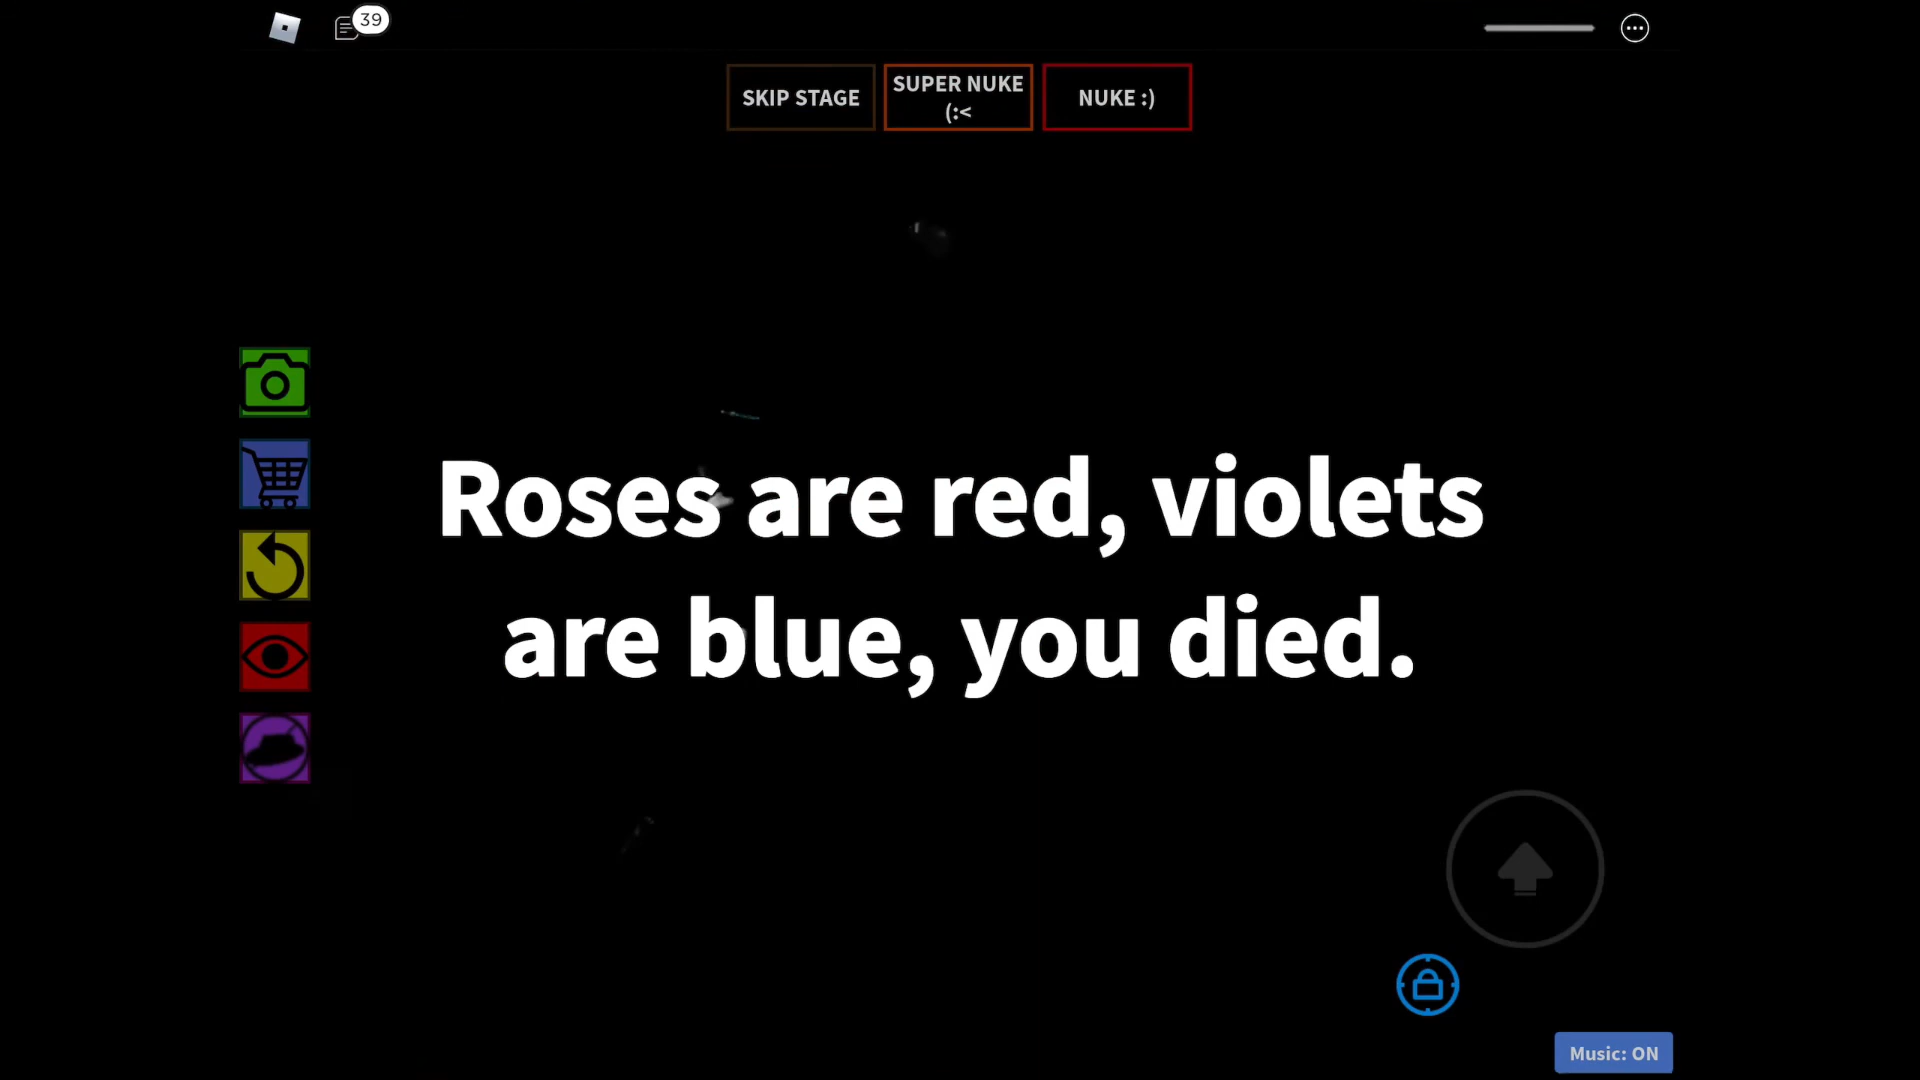 39
SKIP STAGE
SUPER NUKE
(:<
NUKE :)
Roses are red, violets
are blue, you died.
Music: ON